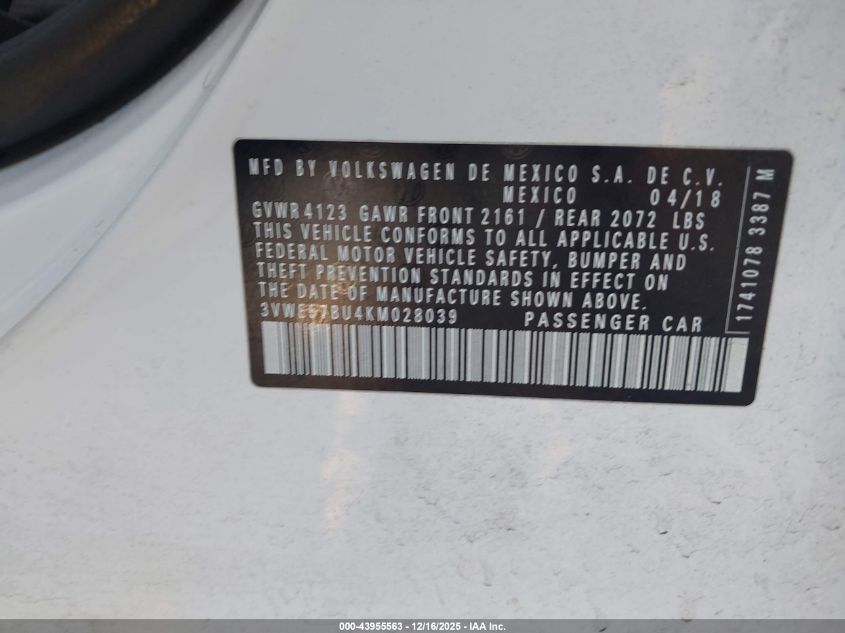 MFD BY VOLKSWAGEN DE MEXICO S.A. DE C.V.
MEXICO 04/18
GVWR 4123 GAWR FRONT 2161 / REAR 2072 LBS
THIS VEHICLE CONFORMS TO ALL APPLICABLE U.S.
FEDERAL MOTOR VEHICLE SAFETY, BUMPER AND
THEFT PREVENTION STANDARDS IN EFFECT ON
THE DATE OF MANUFACTURE SHOWN ABOVE.
3VWE57BU4KM028039 PASSENGER CAR
1741078 3387 M
000-43955563 - 12/16/2025 - IAA Inc.